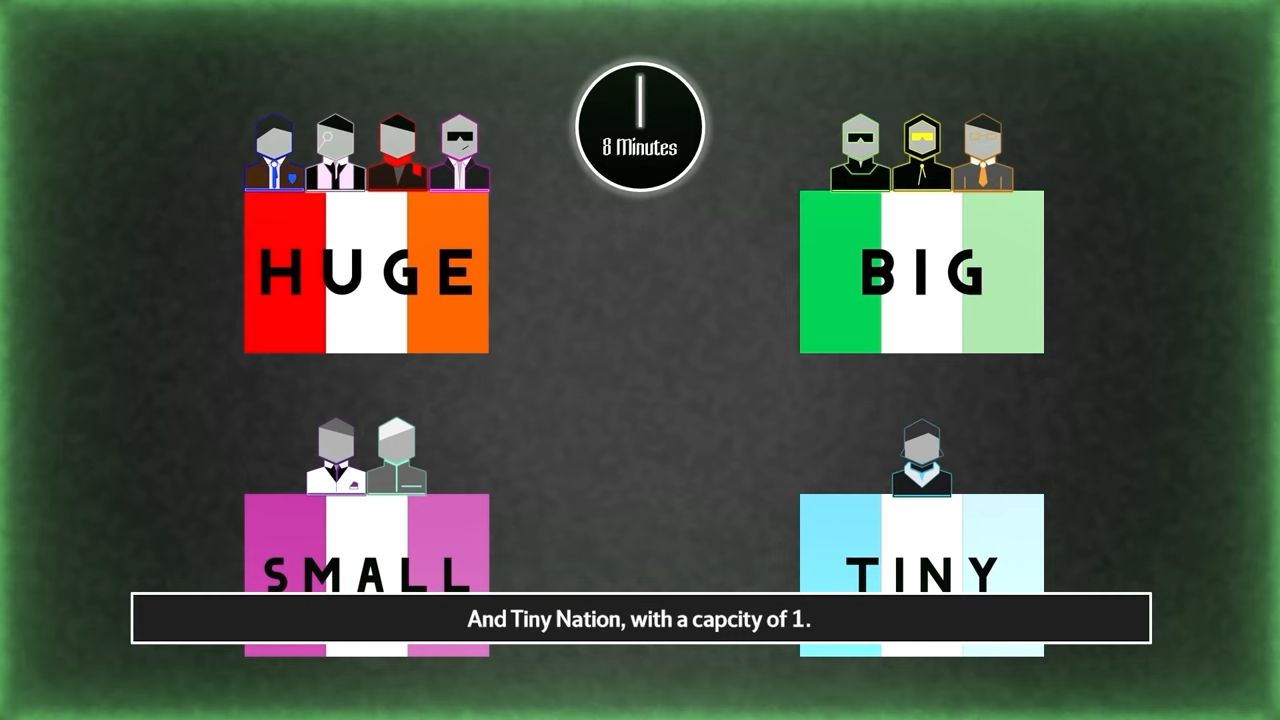 8 Minutes
HUGE
BIG
SMALL
TINY
And Tiny Nation, with a capcity of 1.